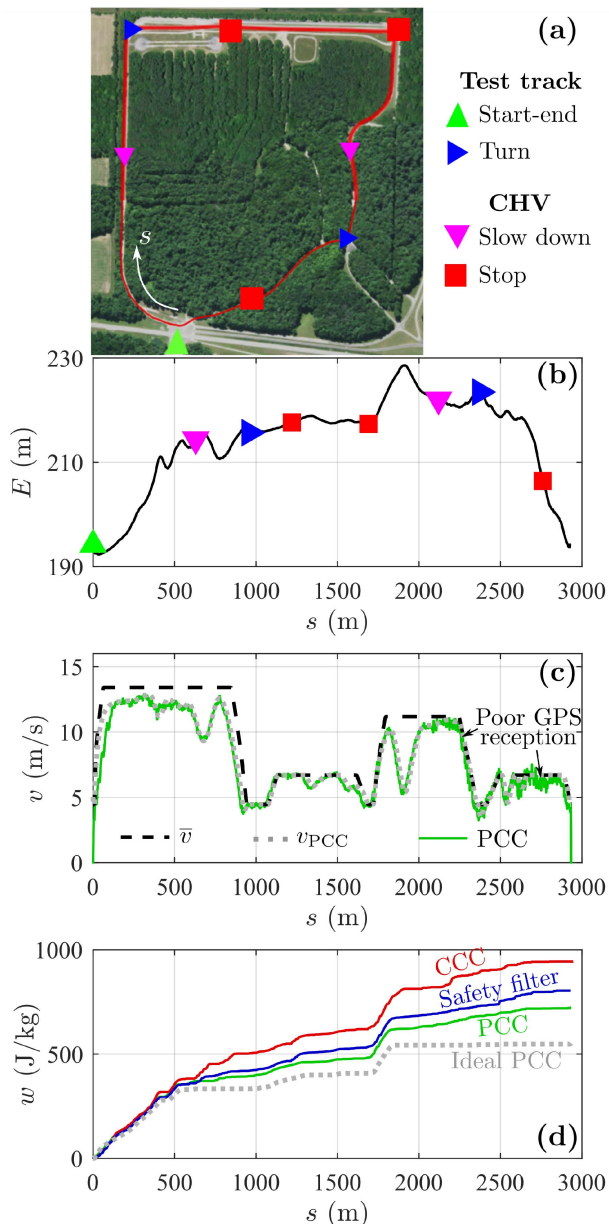 (a)
s
Test track
Start-end
Turn
CHV
Slow down
Stop
(b)
230
210
190
E (m)
0 500 1000 1500 2000 2500 3000
s (m)
(c)
15
10
5
0
v (m/s)
Poor GPS
reception
v̅ v_PCC PCC
0 500 1000 1500 2000 2500 3000
s (m)
1000
500
0
w (J/kg)
CCC
Safety filter
PCC
Ideal PCC
(d)
0 500 1000 1500 2000 2500 3000
s (m)